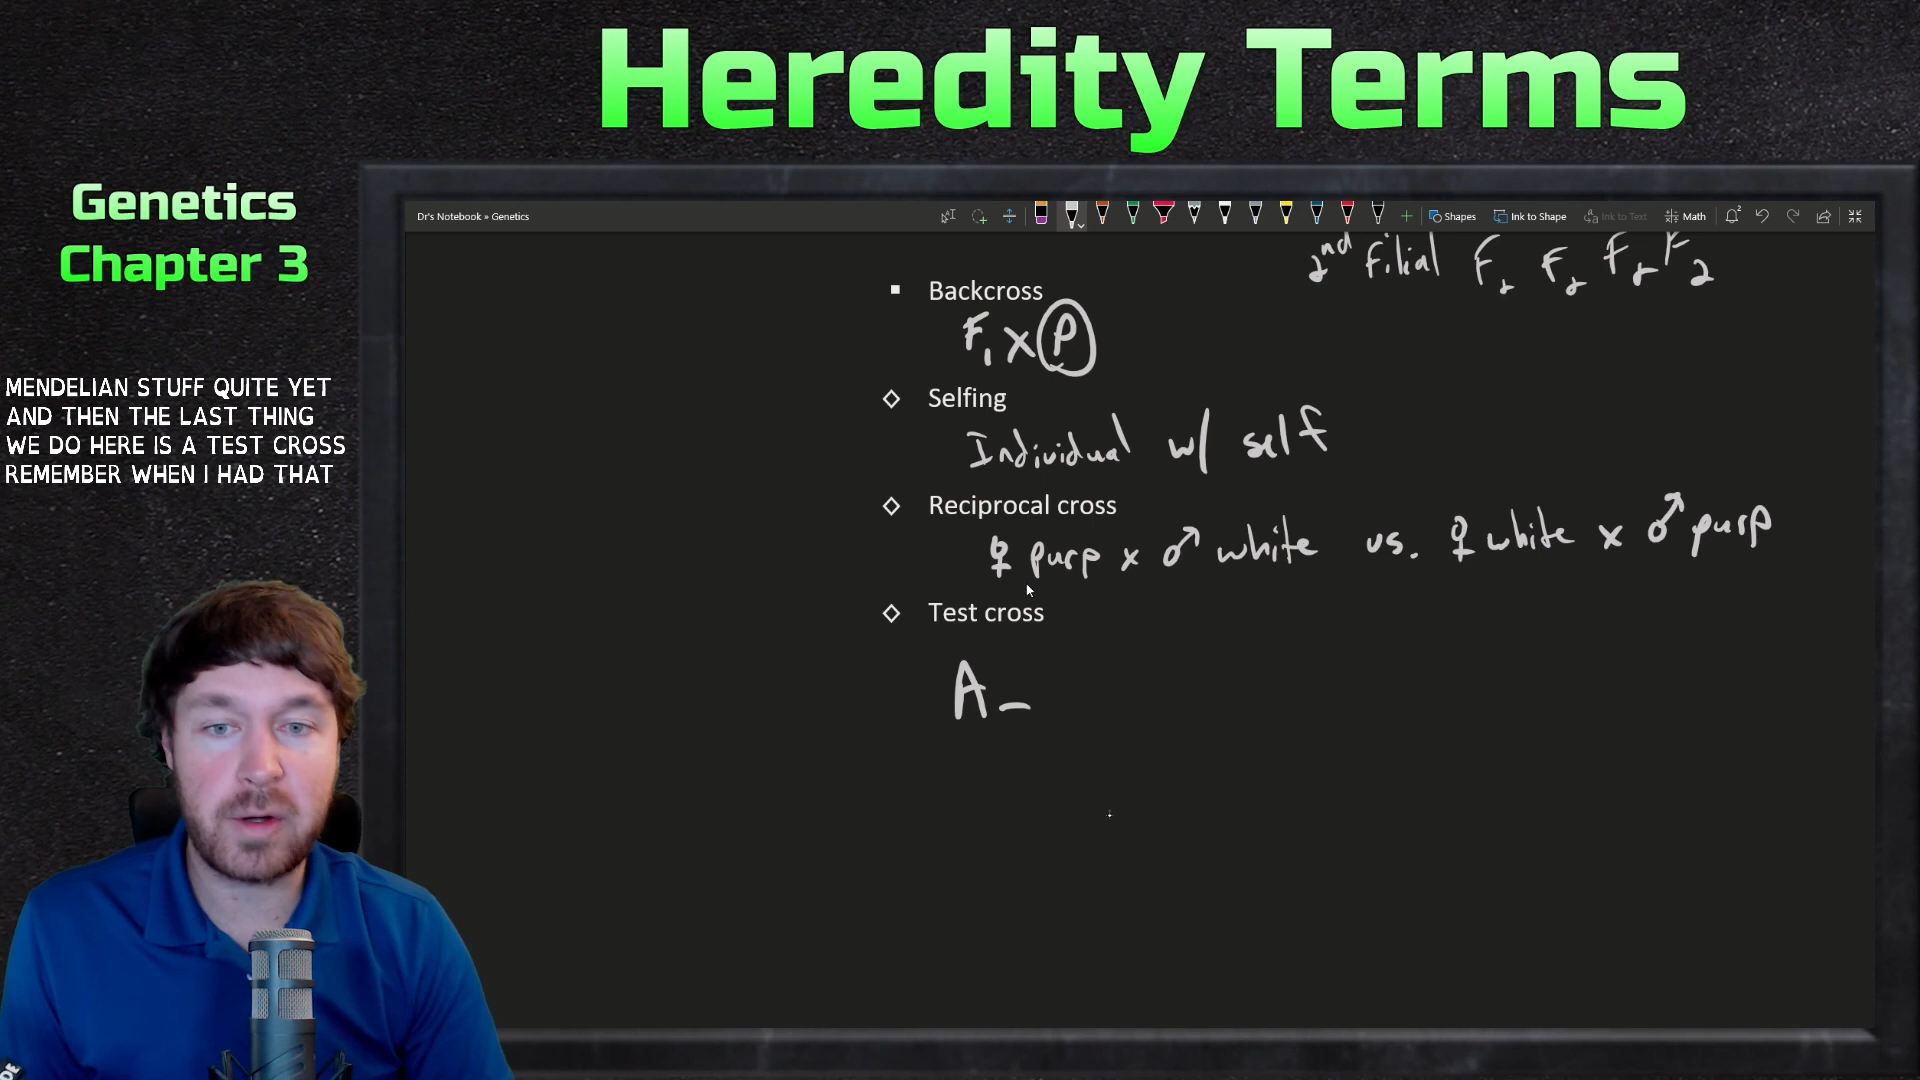 Heredity Terms
Genetics
Chapter 3
MENDELIAN STUFF QUITE YET
AND THEN THE LAST THING
WE DO HERE IS A TEST CROSS
REMEMBER WHEN I HAD THAT
Dr's Notebook » Genetics
Shapes Ink to Shape Ink to Text Math
2nd filial F2 F2 F2 F2
Backcross
F1 X P
Selfing
Individual w/ self
Reciprocal cross
♀ purp x ♂ white vs. ♀ white x ♂ purp
Test cross
A _